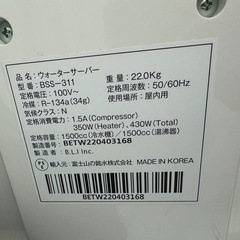 品名：ウォーターサーバー
型番：BSS-311
重量：22.0Kg
定格電圧：100V~
定格周波数：50/60Hz
冷媒：R-134a(34g)
使用場所：屋内用
気候クラス：N
定格消費電力：1.5A(Compressor)
350W(Heater), 430W(Total)
定格容量：1500cc(冷水機) / 1500cc(湯沸器)
製造番号：BETW220403168
製造者：B.L.I Inc.
輸入元：富士山の銘水株式会社 MADE IN KOREA
BETW220403168